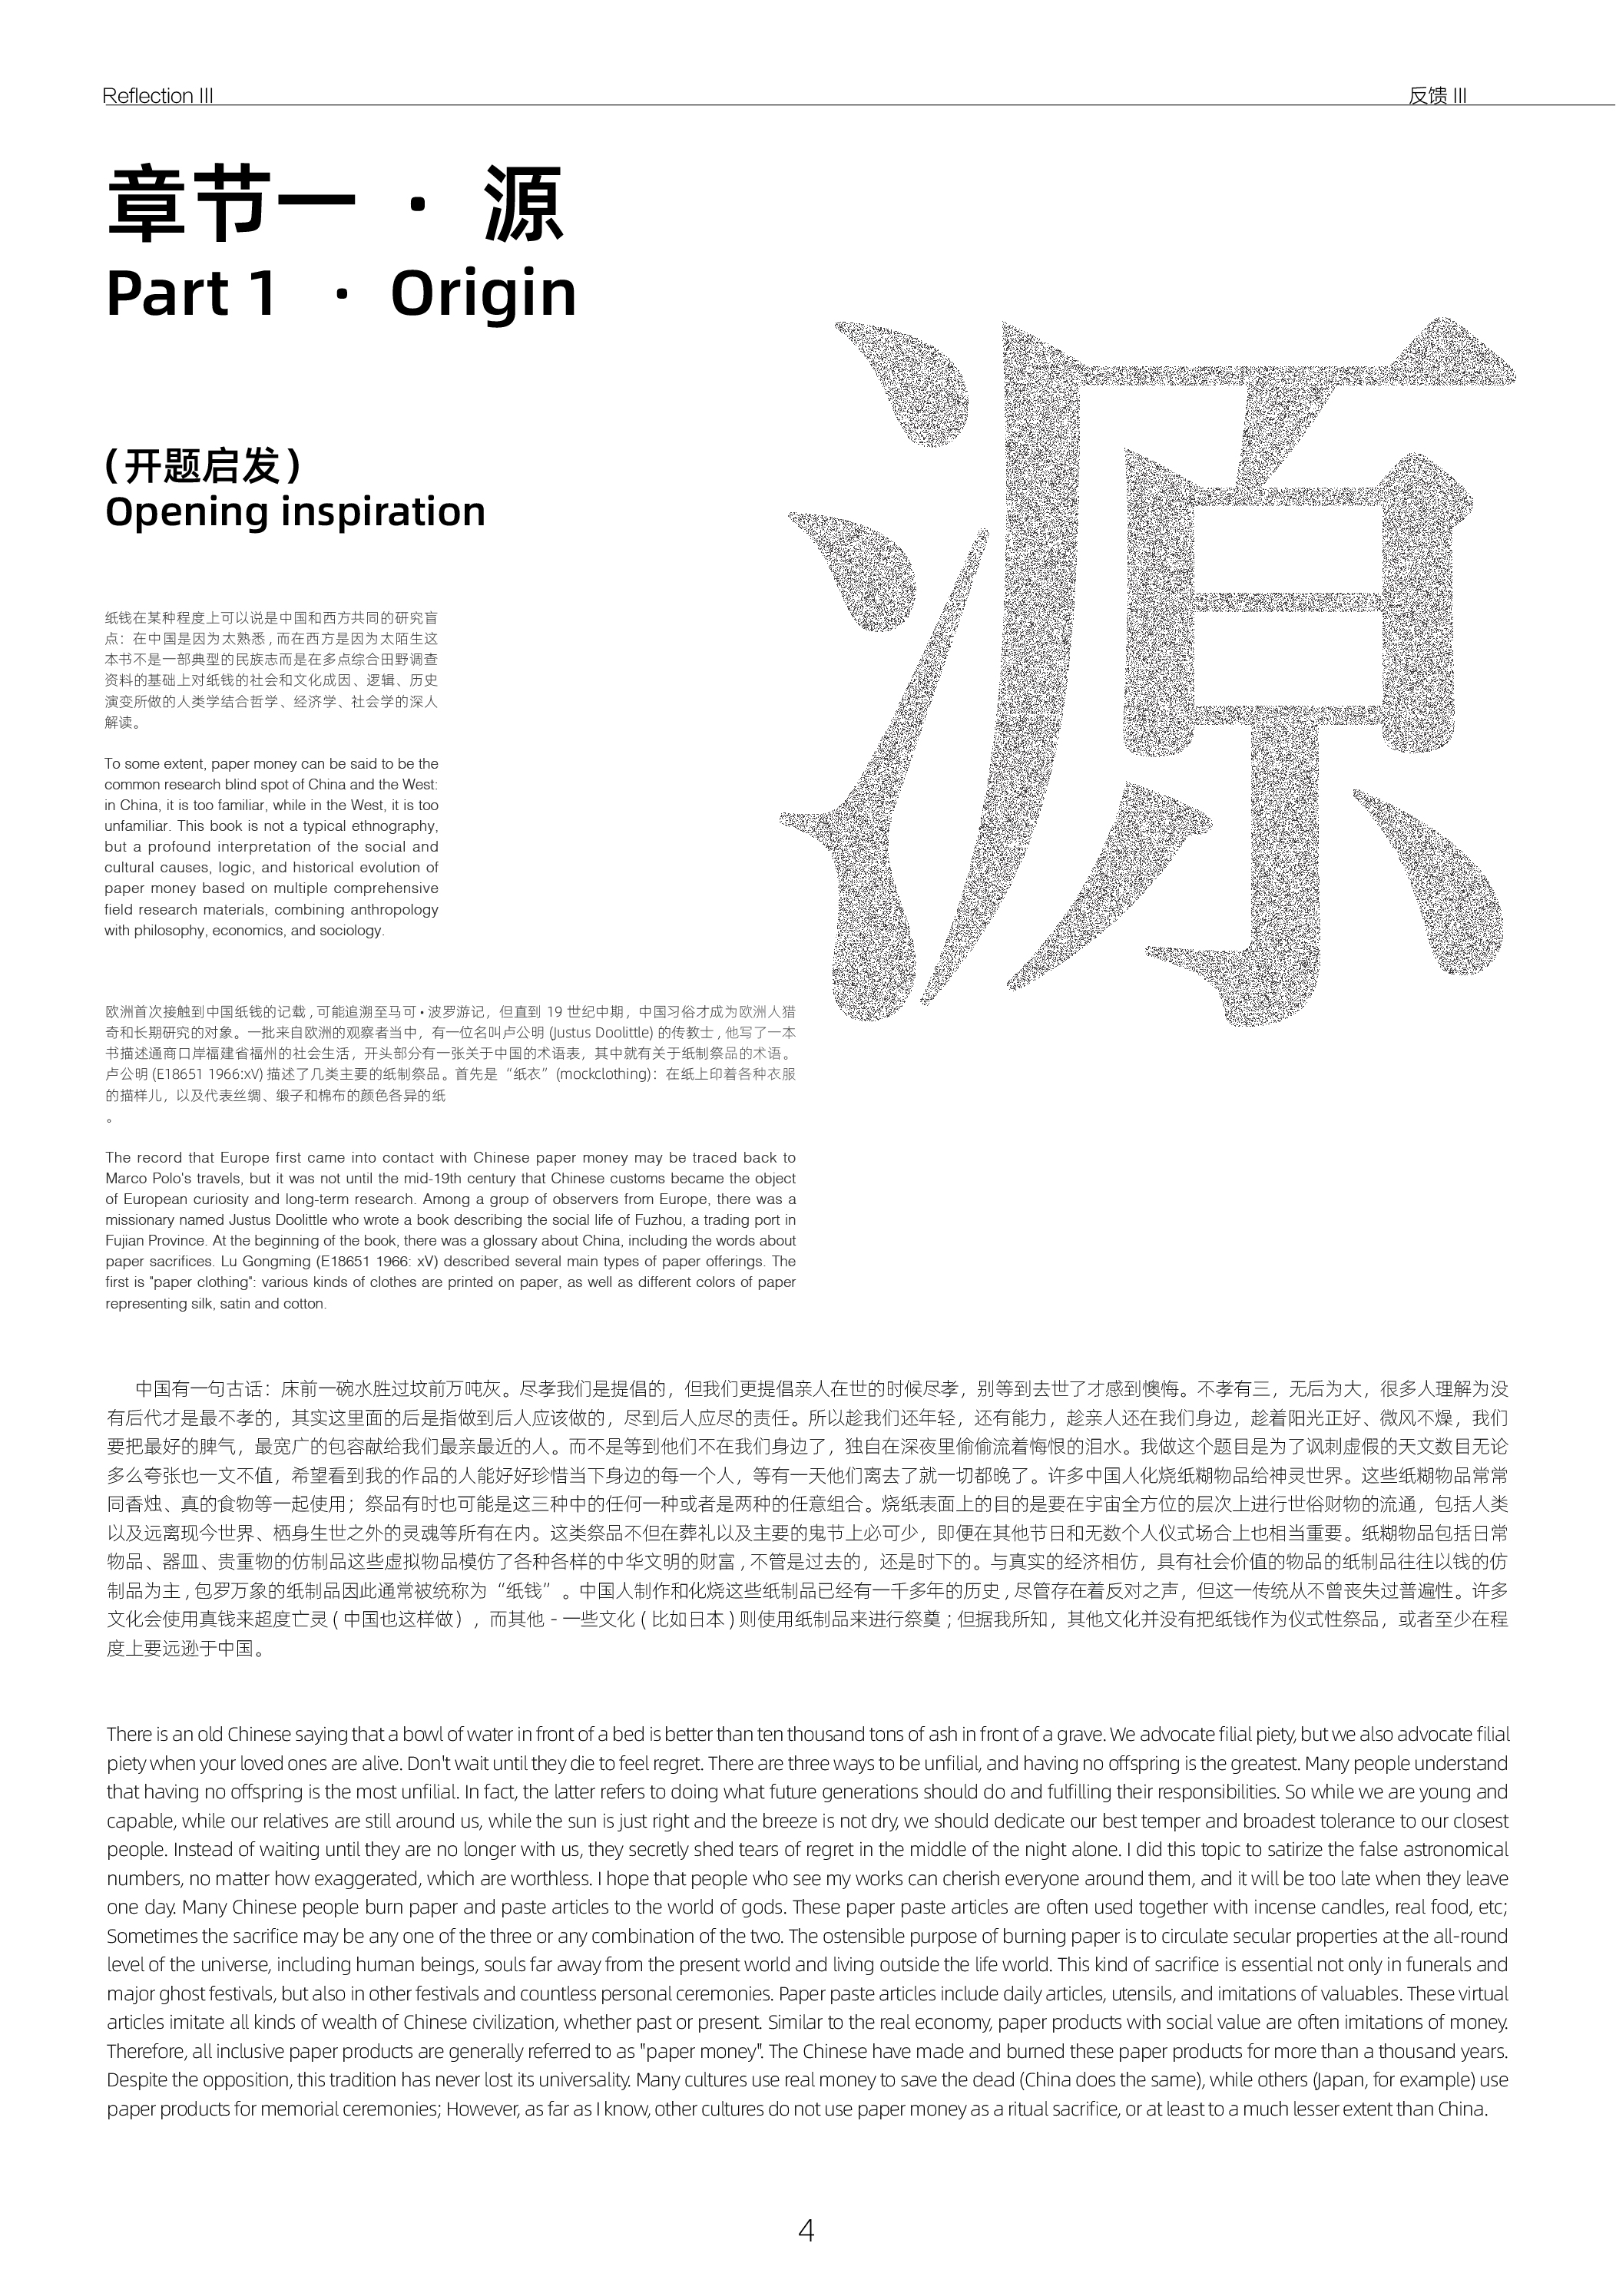 Reflection III
反馈 III
章节一 · 源
Part 1 · Origin
源
(开题启发)
Opening inspiration
纸钱在某种程度上可以说是中国和西方共同的研究盲
点：在中国是因为太熟悉，而在西方是因为太陌生这
本书不是一部典型的民族志而是在多点综合田野调查
资料的基础上对纸钱的社会和文化成因、逻辑、历史
演变所做的人类学结合哲学、经济学、社会学的深人
解读。
To some extent, paper money can be said to be the
common research blind spot of China and the West:
in China, it is too familiar, while in the West, it is too
unfamiliar. This book is not a typical ethnography,
but a profound interpretation of the social and
cultural causes, logic, and historical evolution of
paper money based on multiple comprehensive
field research materials, combining anthropology
with philosophy, economics, and sociology.
欧洲首次接触到中国纸钱的记载，可能追溯至马可•波罗游记，但直到 19 世纪中期，中国习俗才成为欧洲人猎
奇和长期研究的对象。一批来自欧洲的观察者当中，有一位名叫卢公明 (Justus Doolittle) 的传教士，他写了一本
书描述通商口岸福建省福州的社会生活，开头部分有一张关于中国的术语表，其中就有关于纸制祭品的术语。
卢公明 (E18651 1966:xV) 描述了几类主要的纸制祭品。首先是“纸衣”(mockclothing)：在纸上印着各种衣服
的描样儿，以及代表丝绸、缎子和棉布的颜色各异的纸
。
The record that Europe first came into contact with Chinese paper money may be traced back to
Marco Polo's travels, but it was not until the mid-19th century that Chinese customs became the object
of European curiosity and long-term research. Among a group of observers from Europe, there was a
missionary named Justus Doolittle who wrote a book describing the social life of Fuzhou, a trading port in
Fujian Province. At the beginning of the book, there was a glossary about China, including the words about
paper sacrifices. Lu Gongming (E18651 1966: xV) described several main types of paper offerings. The
first is "paper clothing": various kinds of clothes are printed on paper, as well as different colors of paper
representing silk, satin and cotton.
中国有一句古话：床前一碗水胜过坟前万吨灰。尽孝我们是提倡的，但我们更提倡亲人在世的时候尽孝，别等到去世了才感到懊悔。不孝有三，无后为大，很多人理解为没
有后代才是最不孝的，其实这里面的后是指做到后人应该做的，尽到后人应尽的责任。所以趁我们还年轻，还有能力，趁亲人还在我们身边，趁着阳光正好、微风不燥，我们
要把最好的脾气，最宽广的包容献给我们最亲最近的人。而不是等到他们不在我们身边了，独自在深夜里偷偷流着悔恨的泪水。我做这个题目是为了讽刺虚假的天文数目无论
多么夸张也一文不值，希望看到我的作品的人能好好珍惜当下身边的每一个人，等有一天他们离去了就一切都晚了。许多中国人化烧纸糊物品给神灵世界。这些纸糊物品常常
同香烛、真的食物等一起使用；祭品有时也可能是这三种中的任何一种或者是两种的任意组合。烧纸表面上的目的是要在宇宙全方位的层次上进行世俗财物的流通，包括人类
以及远离现今世界、栖身生世之外的灵魂等所有在内。这类祭品不但在葬礼以及主要的鬼节上必可少，即便在其他节日和无数个人仪式场合上也相当重要。纸糊物品包括日常
物品、器皿、贵重物的仿制品这些虚拟物品模仿了各种各样的中华文明的财富，不管是过去的，还是时下的。与真实的经济相仿，具有社会价值的物品的纸制品往往以钱的仿
制品为主，包罗万象的纸制品因此通常被统称为“纸钱”。中国人制作和化烧这些纸制品已经有一千多年的历史，尽管存在着反对之声，但这一传统从不曾丧失过普遍性。许多
文化会使用真钱来超度亡灵 ( 中国也这样做），而其他 - 一些文化 ( 比如日本 ) 则使用纸制品来进行祭奠；但据我所知，其他文化并没有把纸钱作为仪式性祭品，或者至少在程
度上要远逊于中国。
There is an old Chinese saying that a bowl of water in front of a bed is better than ten thousand tons of ash in front of a grave. We advocate filial piety, but we also advocate filial
piety when your loved ones are alive. Don't wait until they die to feel regret. There are three ways to be unfilial, and having no offspring is the greatest. Many people understand
that having no offspring is the most unfilial. In fact, the latter refers to doing what future generations should do and fulfilling their responsibilities. So while we are young and
capable, while our relatives are still around us, while the sun is just right and the breeze is not dry, we should dedicate our best temper and broadest tolerance to our closest
people. Instead of waiting until they are no longer with us, they secretly shed tears of regret in the middle of the night alone. I did this topic to satirize the false astronomical
numbers, no matter how exaggerated, which are worthless. I hope that people who see my works can cherish everyone around them, and it will be too late when they leave
one day. Many Chinese people burn paper and paste articles to the world of gods. These paper paste articles are often used together with incense candles, real food, etc;
Sometimes the sacrifice may be any one of the three or any combination of the two. The ostensible purpose of burning paper is to circulate secular properties at the all-round
level of the universe, including human beings, souls far away from the present world and living outside the life world. This kind of sacrifice is essential not only in funerals and
major ghost festivals, but also in other festivals and countless personal ceremonies. Paper paste articles include daily articles, utensils, and imitations of valuables. These virtual
articles imitate all kinds of wealth of Chinese civilization, whether past or present. Similar to the real economy, paper products with social value are often imitations of money.
Therefore, all inclusive paper products are generally referred to as "paper money". The Chinese have made and burned these paper products for more than a thousand years.
Despite the opposition, this tradition has never lost its universality. Many cultures use real money to save the dead (China does the same), while others (Japan, for example) use
paper products for memorial ceremonies; However, as far as I know, other cultures do not use paper money as a ritual sacrifice, or at least to a much lesser extent than China.
4